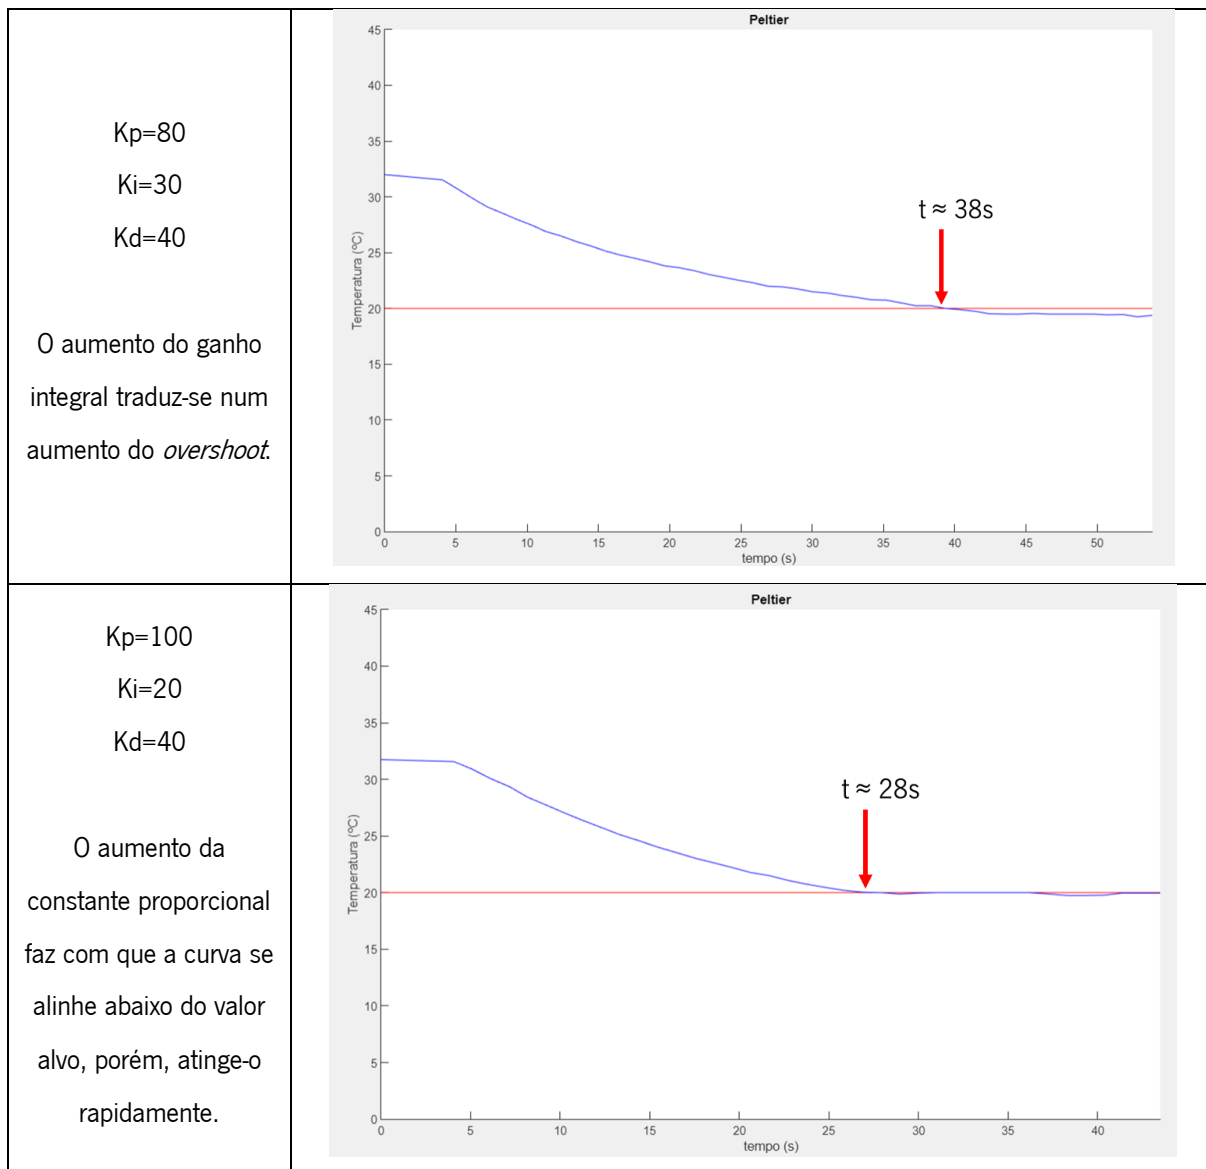 Kp=80
Ki=30
Kd=40
O aumento do ganho
integral traduz-se num
aumento do overshoot.
Peltier
45
40
35
30
25
20
15
10
5
0
Temperatura (ºC)
t ≈ 38s
0 5 10 15 20 25 30 35 40 45 50
tempo (s)
Kp=100
Ki=20
Kd=40
O aumento da
constante proporcional
faz com que a curva se
alinhe abaixo do valor
alvo, porém, atinge-o
rapidamente.
Peltier
45
40
35
30
25
20
15
10
5
0
Temperatura (ºC)
t ≈ 28s
0 5 10 15 20 25 30 35 40
tempo (s)